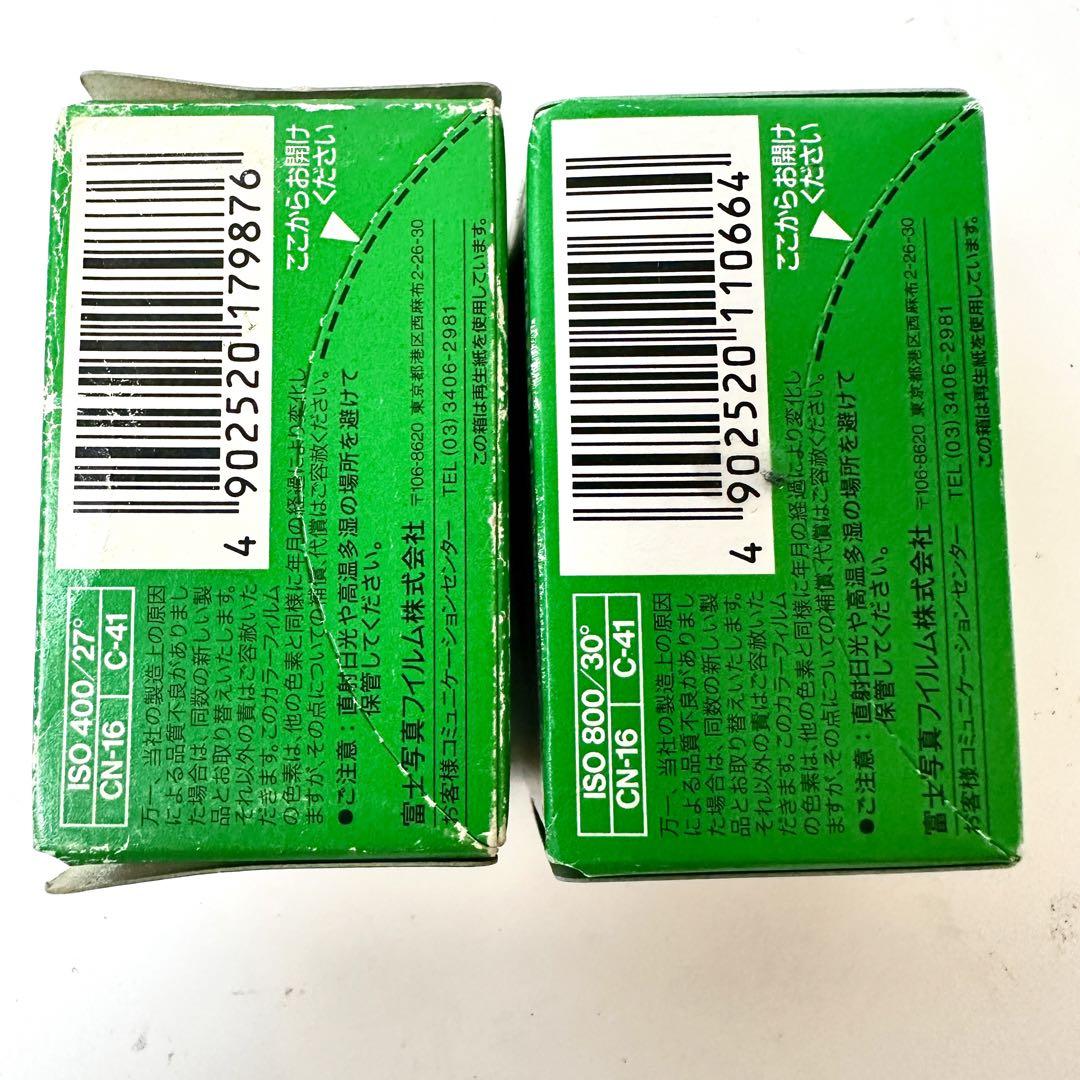 ISO 400/27°
CN-16 C-41
万一、当社の製造上の原因
による品質不良がありまし
た場合は、同数の新しい製
品とお取り替えいたします。
それ以外の責はご容赦いた
だきます。このカラーフィルム
の色素は、他の色素と同様に年月の経過により変化し
ますが、その点についての補償、代償はご容赦ください。
●ご注意:直射日光や高温多湿の場所を避けて
保管してください。
富士写真フイルム株式会社 〒106-8620 東京都港区西麻布2-26-30
お客様コミュニケーションセンター TEL (03) 3406-2981
この箱は再生紙を使用しています。
4 902520 179876
ここからお開け
ください
ISO 800/30°
CN-16 C-41
万一、当社の製造上の原因
による品質不良がありまし
た場合は、同数の新しい製
品とお取り替えいたします。
それ以外の責はご容赦いた
だきます。このカラーフィルム
の色素は、他の色素と同様に年月の経過により変化し
ますが、その点についての補償、代償はご容赦ください。
●ご注意:直射日光や高温多湿の場所を避けて
保管してください。
富士写真フイルム株式会社 〒106-8620 東京都港区西麻布2-26-30
お客様コミュニケーションセンター TEL (03) 3406-2981
この箱は再生紙を使用しています。
4 902520 110664
ここからお開け
ください